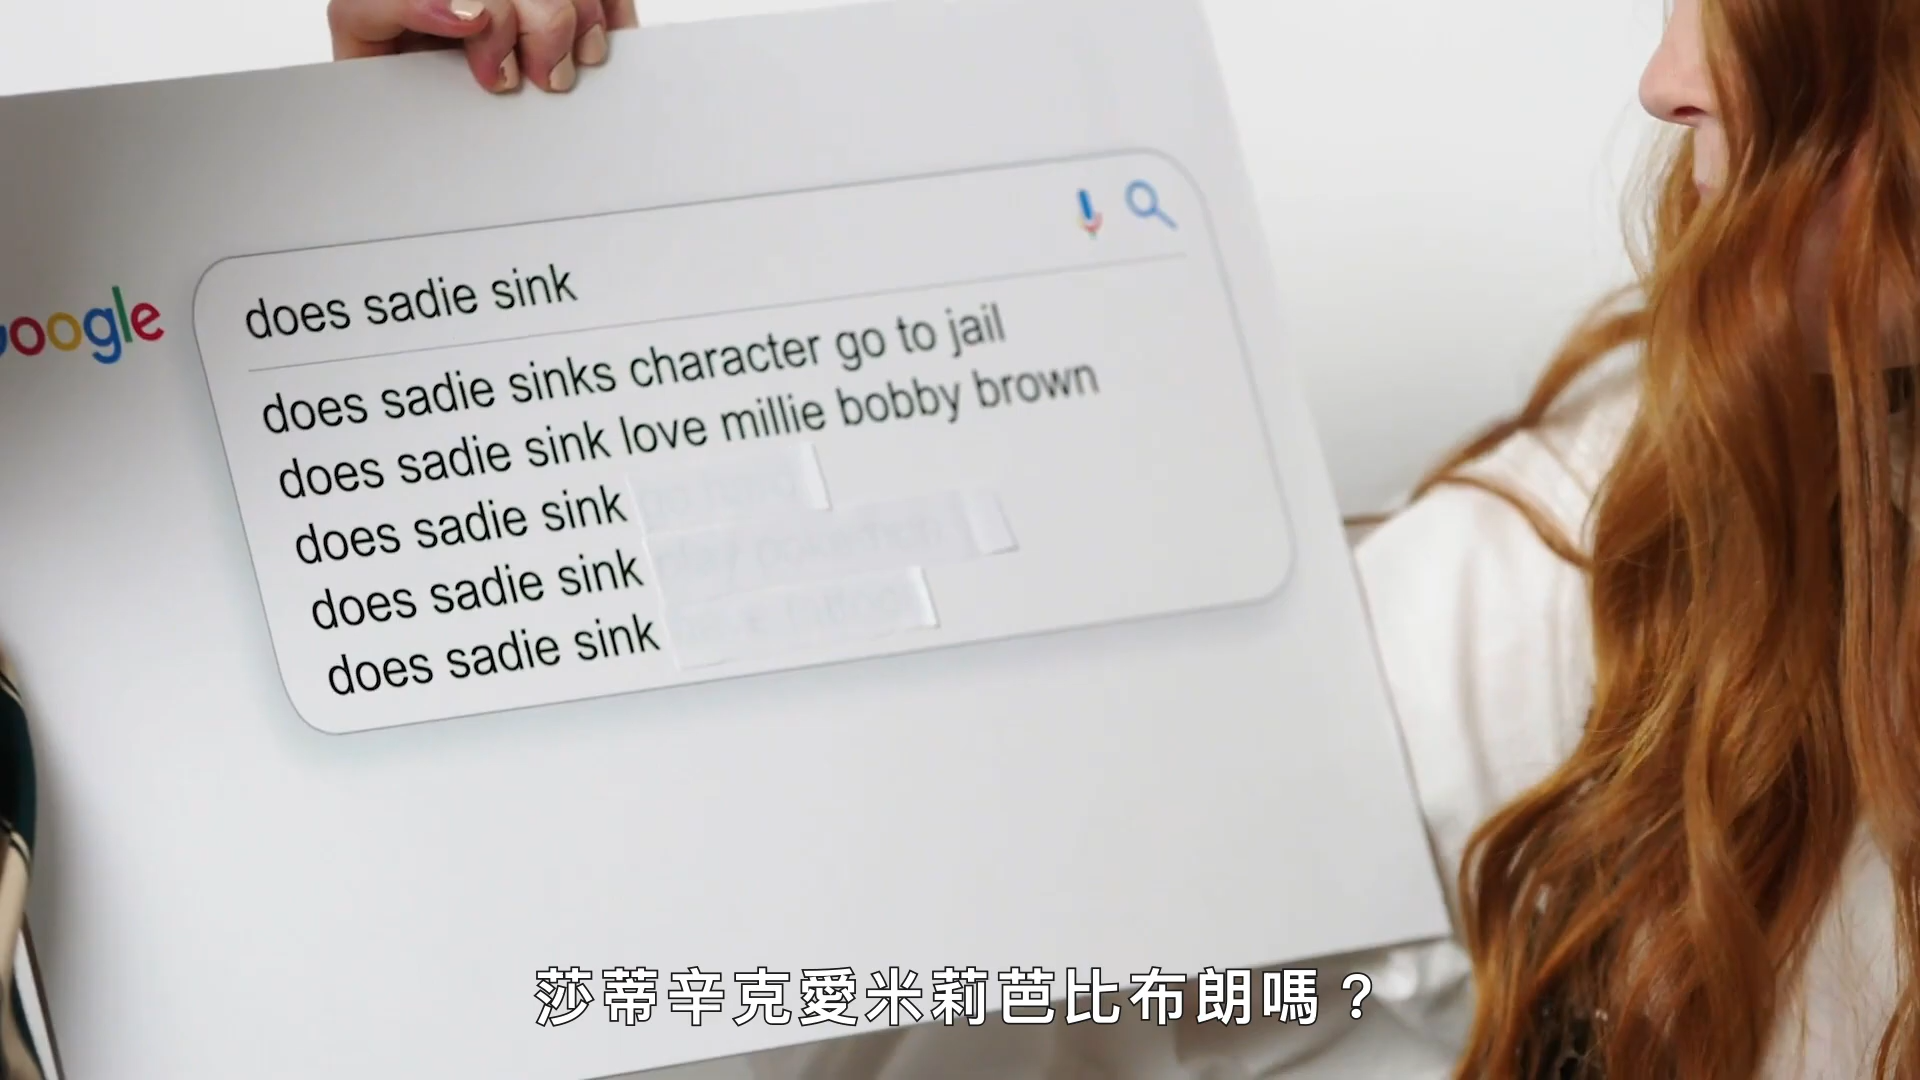 Google
does sadie sink
does sadie sinks character go to jail
does sadie sink love millie bobby brown
does sadie sink
does sadie sink
does sadie sink
莎蒂辛克愛米莉芭比布朗嗎？